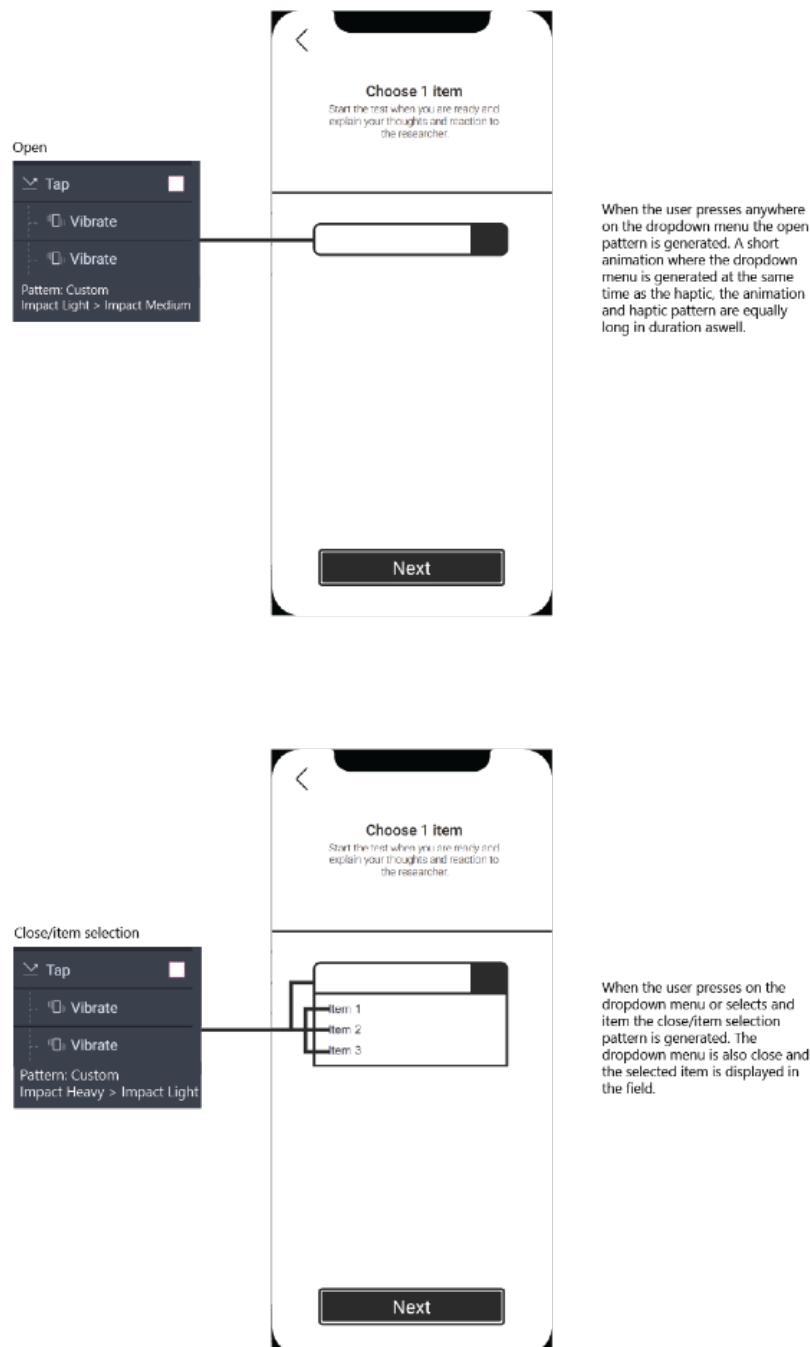 Choose 1 item
Start the test when you are ready and
explain your thoughts and reaction to
the researcher.
Open
Tap
Vibrate
Vibrate
Pattern: Custom
Impact Light > Impact Medium
When the user presses anywhere
on the dropdown menu the open
pattern is generated. A short
animation where the dropdown
menu is generated at the same
time as the haptic, the animation
and haptic pattern are equally
long in duration aswell.
Next
Choose 1 item
Start the test when you are ready and
explain your thoughts and reaction to
the researcher.
Close/item selection
Tap
Vibrate
Vibrate
Pattern: Custom
Impact Heavy > Impact Light
Item 1
Item 2
Item 3
When the user presses on the
dropdown menu or selects and
item the close/item selection
pattern is generated. The
dropdown menu is also close and
the selected item is displayed in
the field.
Next